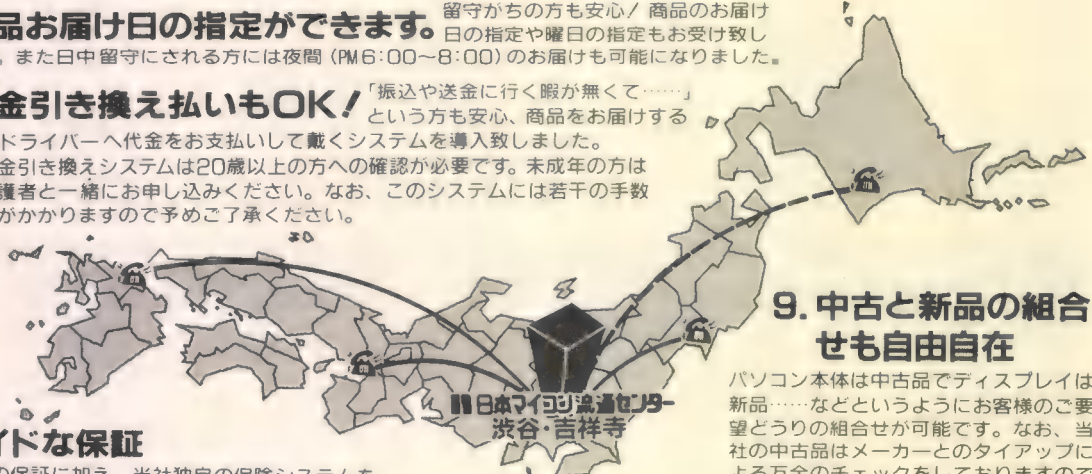 品お届け日の指定ができます。
留守がちの方も安心！ 商品のお届け
日の指定や曜日の指定もお受け致し
。また日中留守にされる方には夜間 (PM6:00〜8:00) のお届けも可能になりました。
金引き換え払いもOK！
「振込や送金に行く暇が無くて……」
という方も安心、商品をお届けする
ドライバーへ代金をお支払いして戴くシステムを導入致しました。
金引き換えシステムは20歳以上の方への確認が必要です。未成年の方は
護者と一緒にお申し込みください。なお、このシステムには若干の手数
がかかりますので予めご了承ください。
日本マイコン流通センター
渋谷・吉祥寺
9. 中古と新品の組合
せも自由自在
パソコン本体は中古品でディスプレイは
新品……などというようにお客様のご要
望どうりの組合せが可能です。なお、当
社の中古品はメーカーとのタイアップに
よる万全のチェックをしておりますので
イドな保証
の保証に加え、当社独自の保険システムを